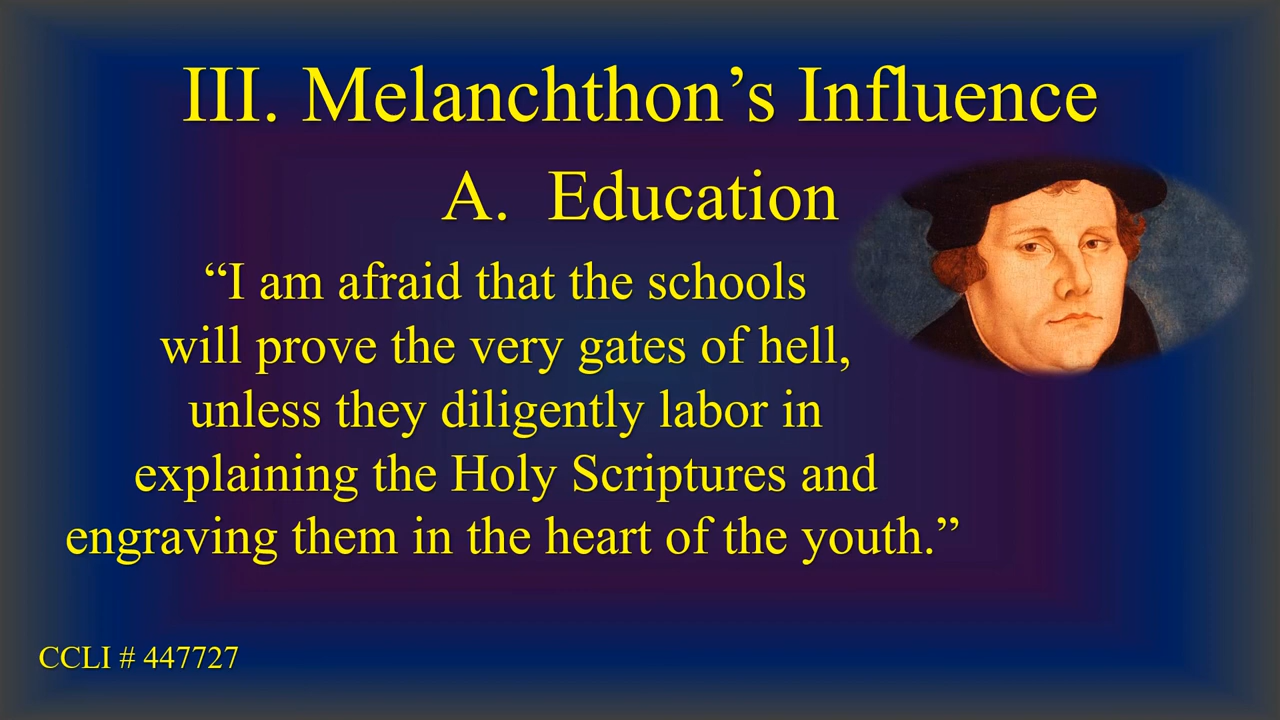 III. Melanchthon’s Influence
A. Education
“I am afraid that the schools
will prove the very gates of hell,
unless they diligently labor in
explaining the Holy Scriptures and
engraving them in the heart of the youth.”
CCLI # 447727